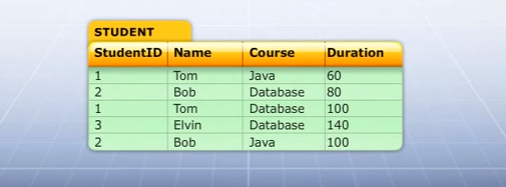 STUDENT
StudentID Name Course Duration
1 Tom Java 60
2 Bob Database 80
1 Tom Database 100
3 Elvin Database 140
2 Bob Java 100